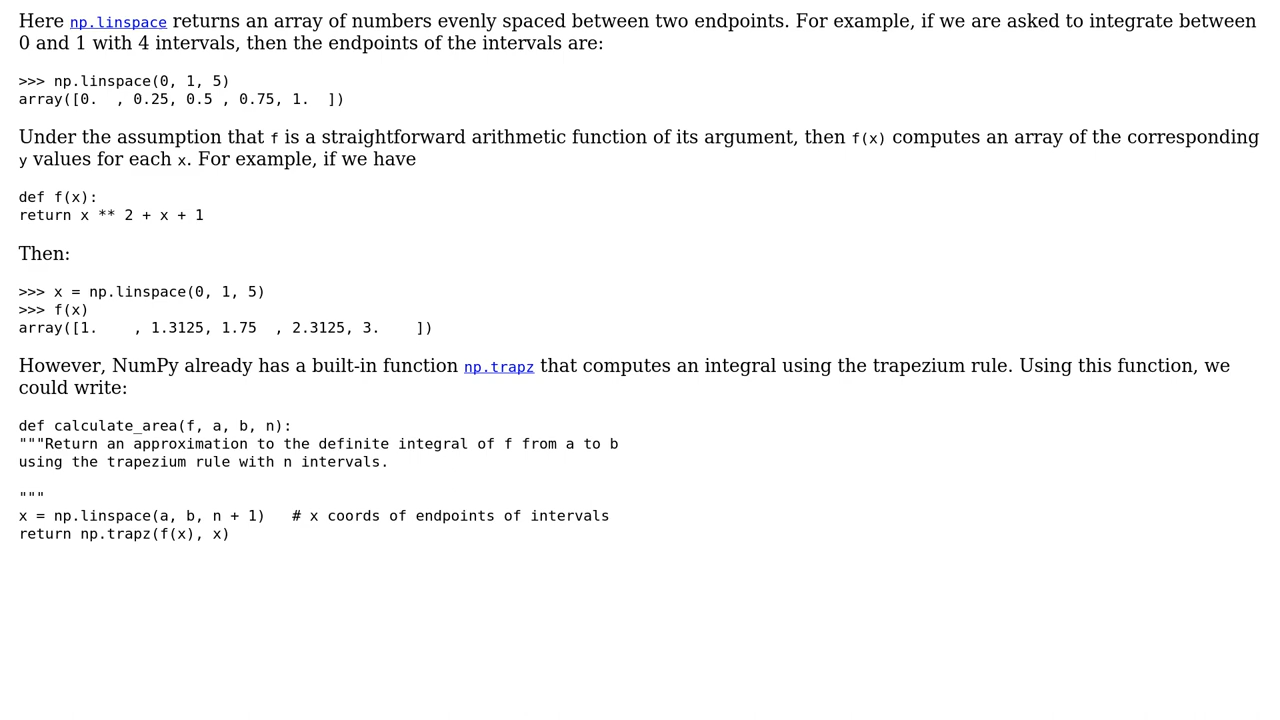 Here np.linspace returns an array of numbers evenly spaced between two endpoints. For example, if we are asked to integrate between
0 and 1 with 4 intervals, then the endpoints of the intervals are:
>>> np.linspace(0, 1, 5)
array([0.  , 0.25, 0.5 , 0.75, 1.  ])
Under the assumption that f is a straightforward arithmetic function of its argument, then f(x) computes an array of the corresponding
y values for each x. For example, if we have
def f(x):
return x ** 2 + x + 1
Then:
>>> x = np.linspace(0, 1, 5)
>>> f(x)
array([1.    , 1.3125, 1.75  , 2.3125, 3.    ])
However, NumPy already has a built-in function np.trapz that computes an integral using the trapezium rule. Using this function, we
could write:
def calculate_area(f, a, b, n):
"""Return an approximation to the definite integral of f from a to b
using the trapezium rule with n intervals.
"""
x = np.linspace(a, b, n + 1)   # x coords of endpoints of intervals
return np.trapz(f(x), x)